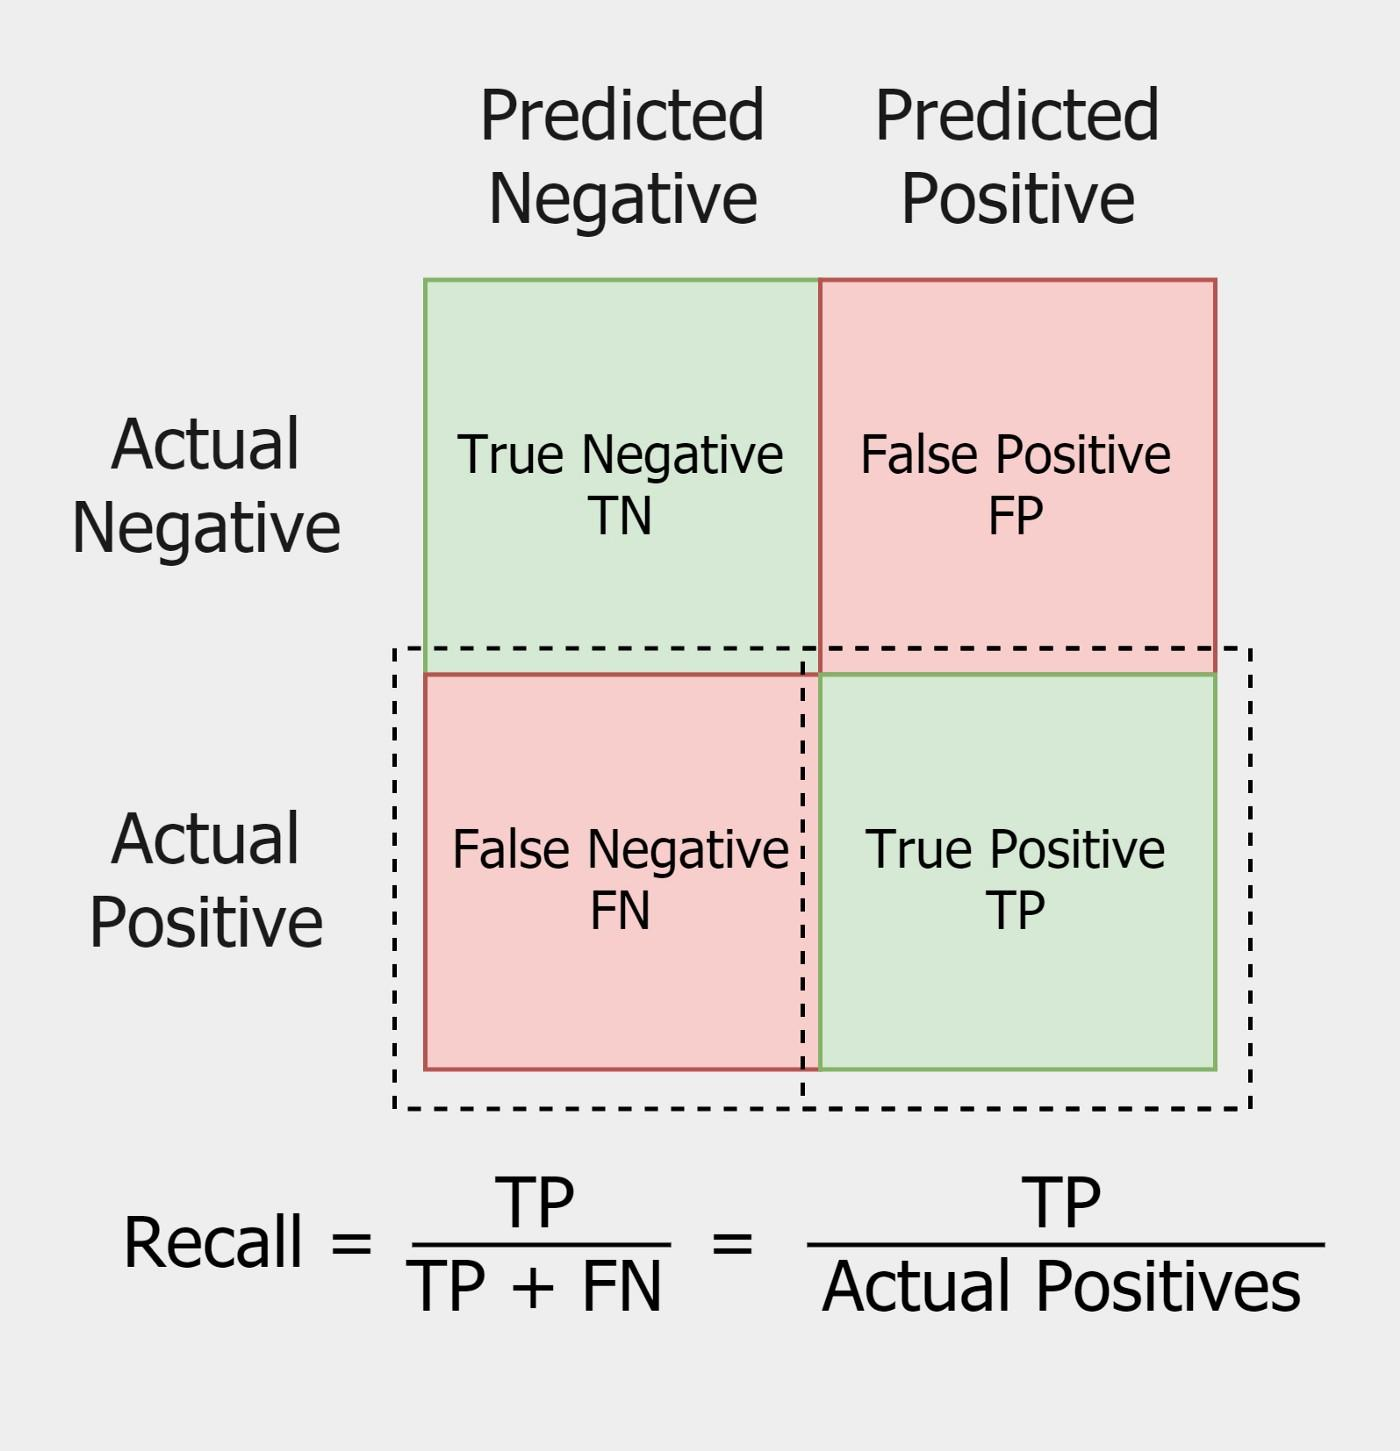 Predicted
Negative
Predicted
Positive
Actual
Negative
True Negative
TN
False Positive
FP
Actual
Positive
False Negative
FN
True Positive
TP
Recall = TP / TP + FN = TP / Actual Positives